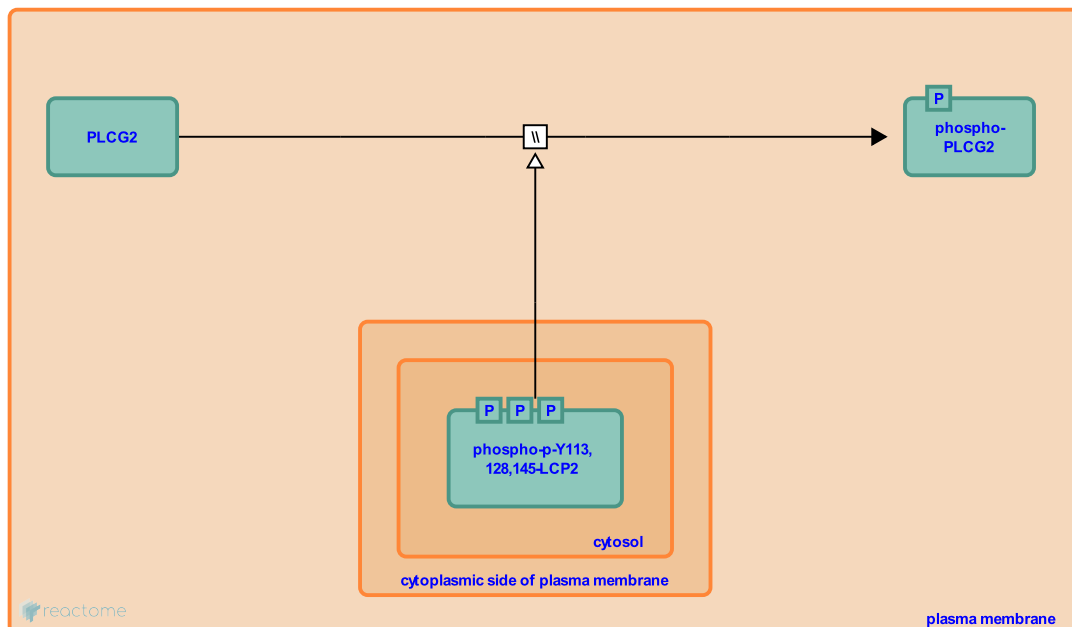 PLCG2
\\
P
phospho-
PLCG2
P P P
phospho-p-Y113,
128,145-LCP2
cytosol
cytoplasmic side of plasma membrane
reactome
plasma membrane